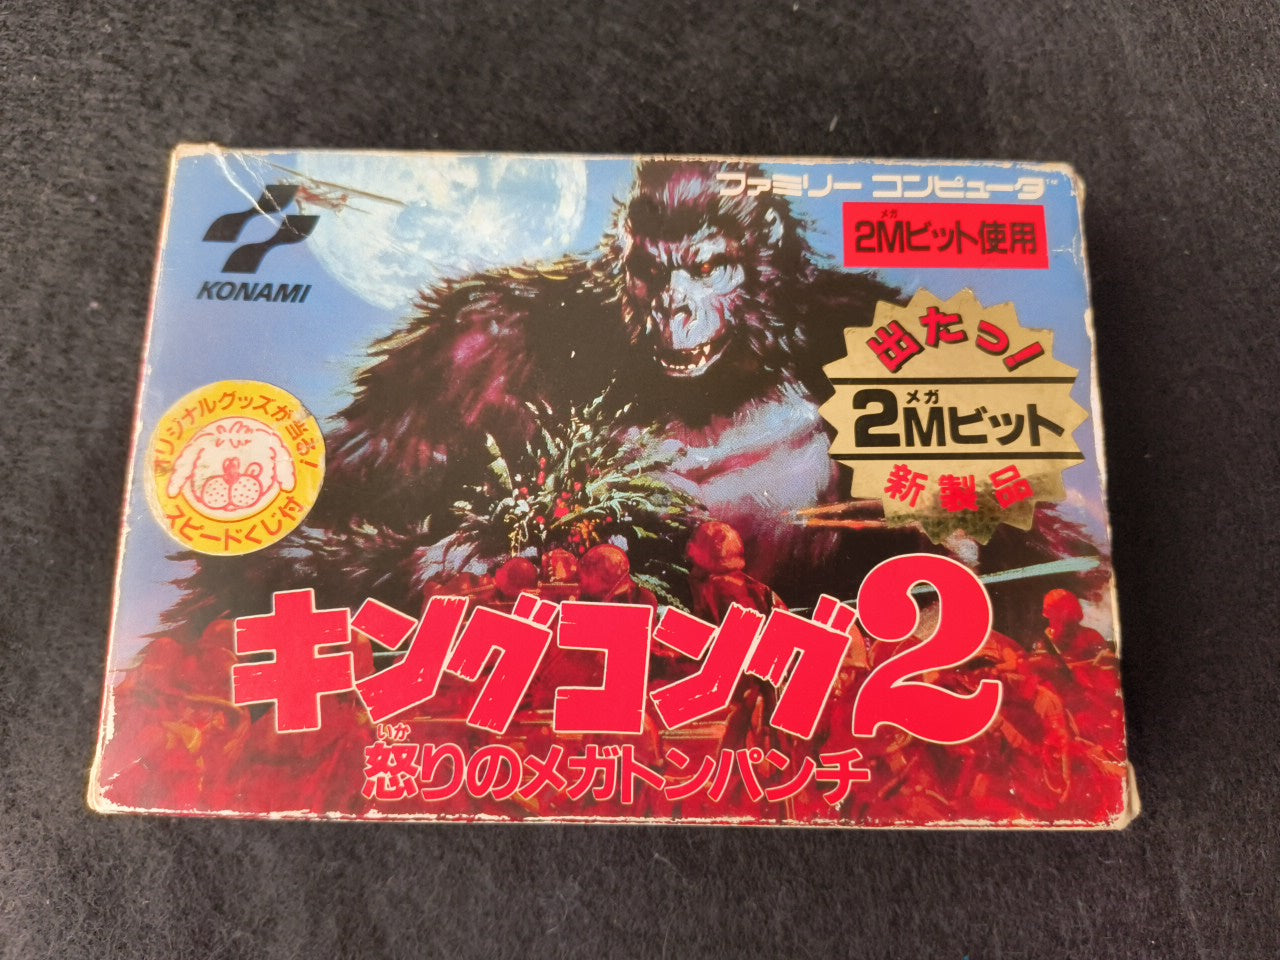 ファミリー コンピュータ™
メガ
2Mビット使用
KONAMI
出たっ!
メガ
2Mビット
新製品
オリジナルグッズが当る!
スピードくじ付
キングコング2
いか
怒りのメガトンパンチ